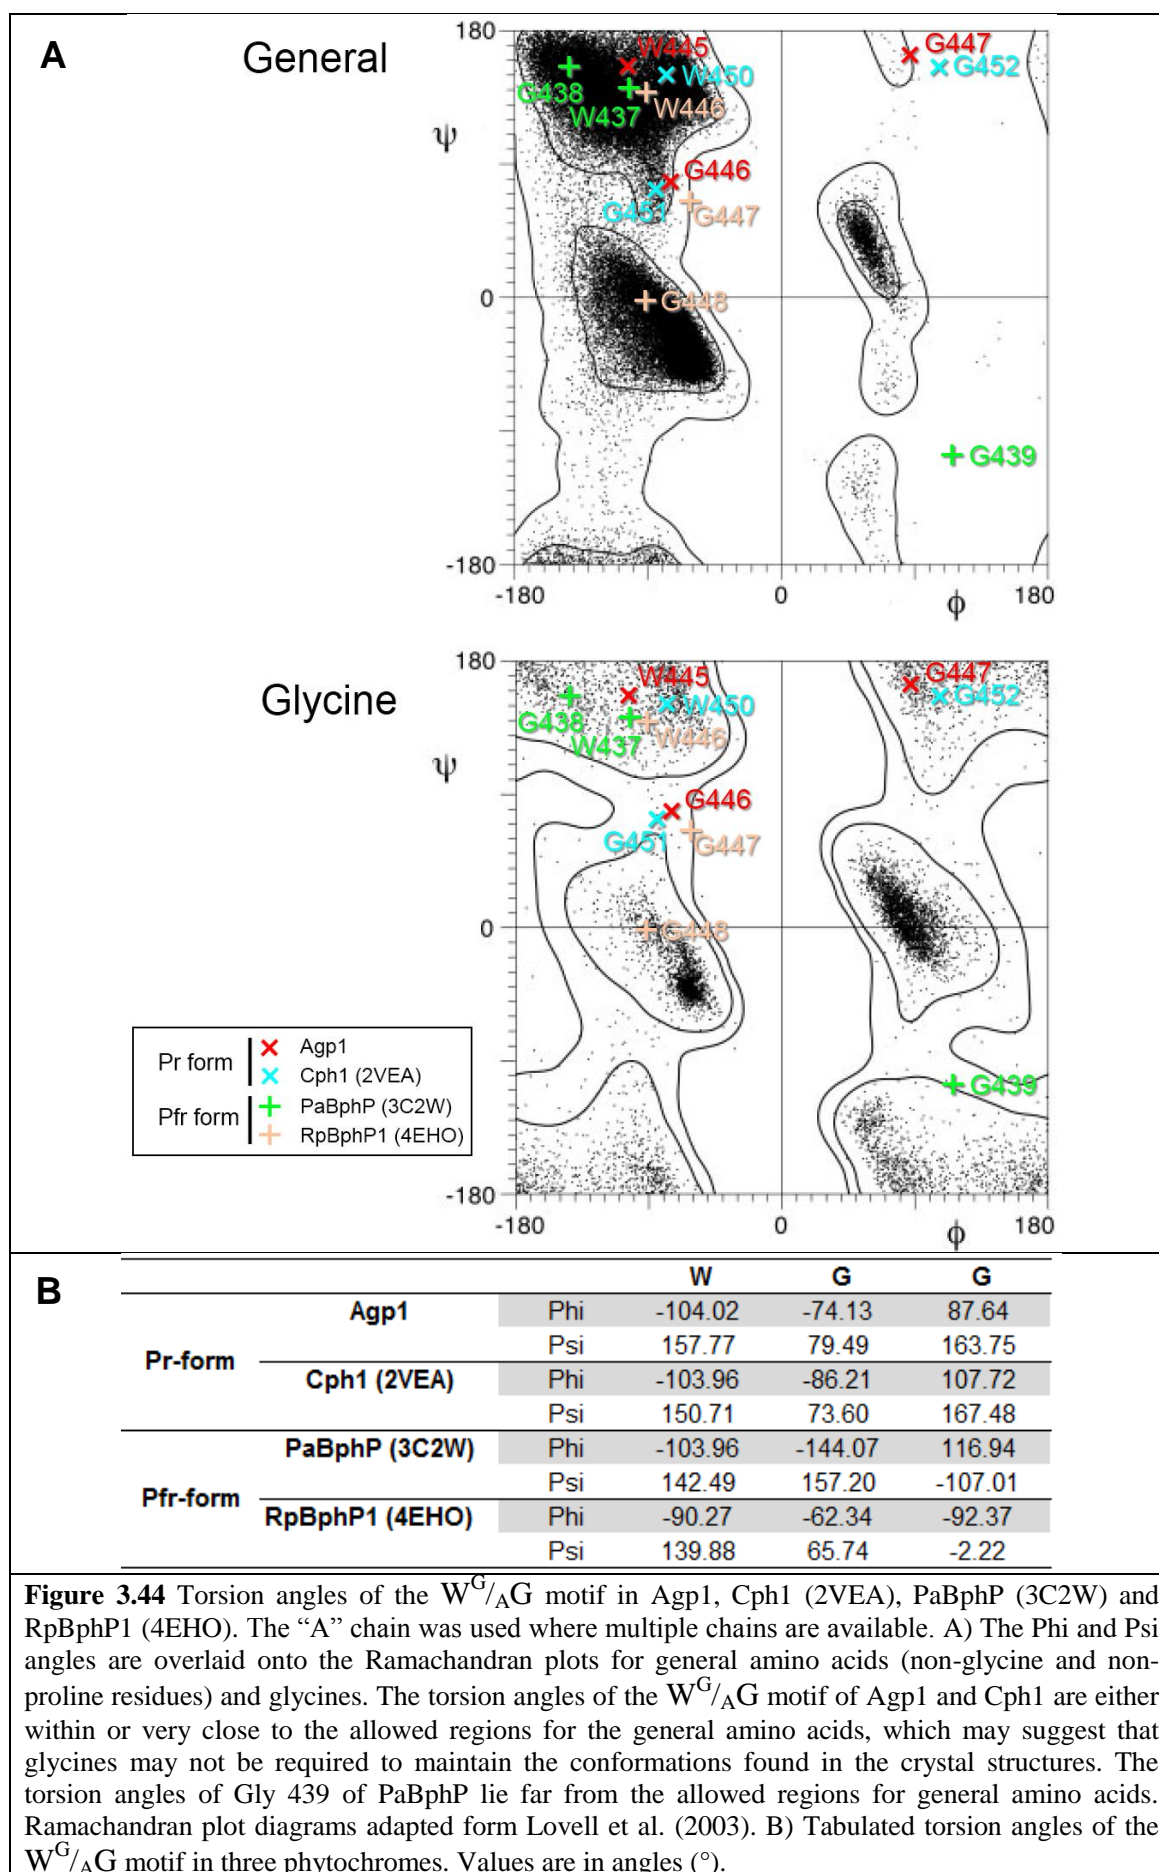 A
General
180
ψ
0
-180
-180
0
ϕ
180
W445
W450
G438
W437
W446
G446
G451
G447
G448
G447
G452
G439
Glycine
180
ψ
0
-180
-180
0
ϕ
180
W445
W450
G438
W437
W446
G446
G451
G447
G448
G447
G452
G439
Pr form
Agp1
Cph1 (2VEA)
Pfr form
PaBphP (3C2W)
RpBphP1 (4EHO)
B
W G G
Pr-form
Agp1 Phi -104.02 -74.13 87.64
Psi 157.77 79.49 163.75
Cph1 (2VEA) Phi -103.96 -86.21 107.72
Psi 150.71 73.60 167.48
Pfr-form
PaBphP (3C2W) Phi -103.96 -144.07 116.94
Psi 142.49 157.20 -107.01
RpBphP1 (4EHO) Phi -90.27 -62.34 -92.37
Psi 139.88 65.74 -2.22
Figure 3.44 Torsion angles of the W^G/_AG motif in Agp1, Cph1 (2VEA), PaBphP (3C2W) and
RpBphP1 (4EHO). The “A” chain was used where multiple chains are available. A) The Phi and Psi
angles are overlaid onto the Ramachandran plots for general amino acids (non-glycine and non-
proline residues) and glycines. The torsion angles of the W^G/_AG motif of Agp1 and Cph1 are either
within or very close to the allowed regions for the general amino acids, which may suggest that
glycines may not be required to maintain the conformations found in the crystal structures. The
torsion angles of Gly 439 of PaBphP lie far from the allowed regions for general amino acids.
Ramachandran plot diagrams adapted form Lovell et al. (2003). B) Tabulated torsion angles of the
W^G/_AG motif in three phytochromes. Values are in angles (°).